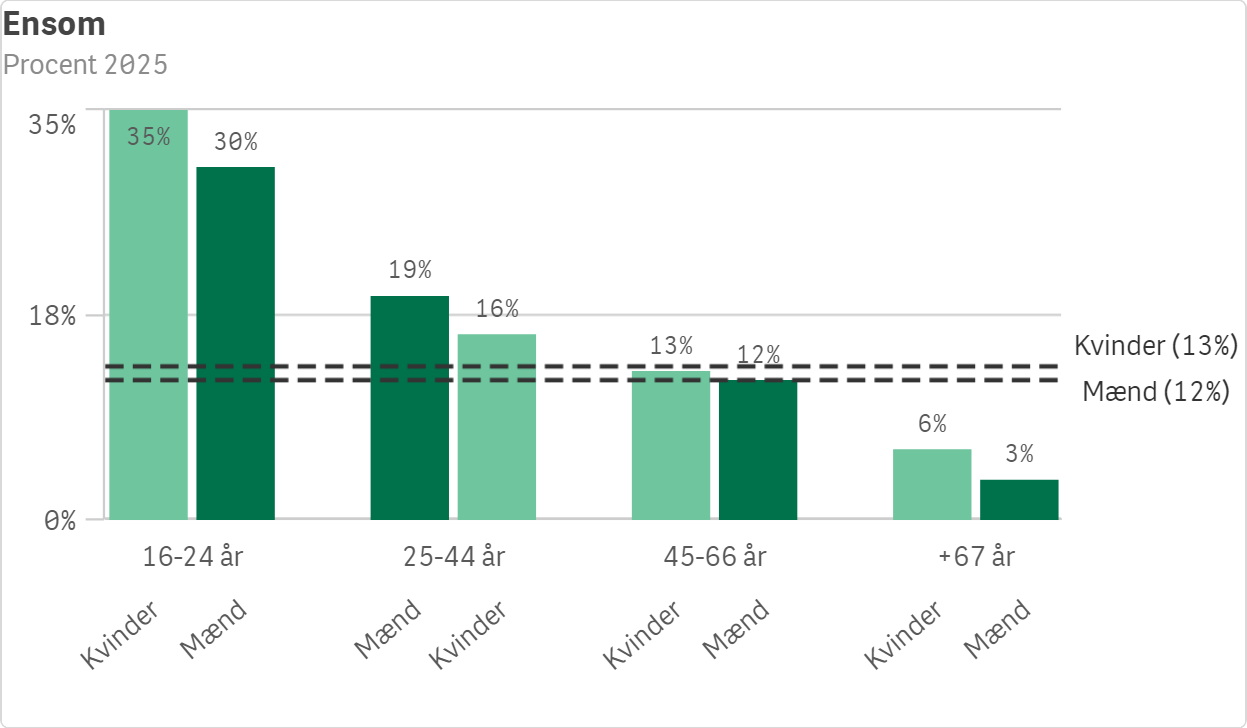 Ensom
Procent 2025
35%
18%
0%
35%
30%
19%
16%
13%
12%
6%
3%
Kvinder (13%)
Mænd (12%)
16-24 år
25-44 år
45-66 år
+67 år
Kvinder
Mænd
Mænd
Kvinder
Kvinder
Mænd
Kvinder
Mænd